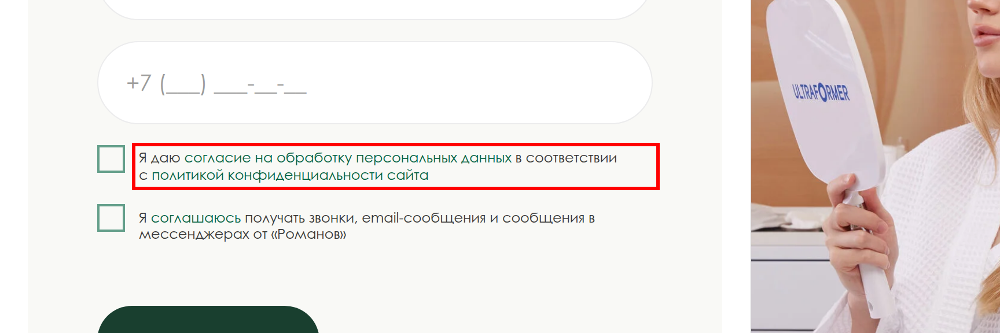 +7 (___) ___-__-__
ULTRAFORMER
Я даю согласие на обработку персональных данных в соответствии
с политикой конфиденциальности сайта
Я соглашаюсь получать звонки, email-сообщения и сообщения в
мессенджерах от «Романов»